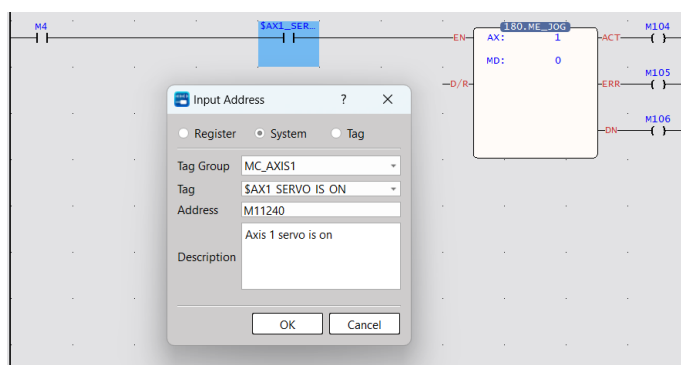 M4
$AX1_SER...
180.ME_JOG
M104
EN
AX: 1
ACT
MD: 0
M105
D/R
ERR
M106
DN
Input Address ? X
Register System Tag
Tag Group MC_AXIS1
Tag $AX1 SERVO IS ON
Address M11240
Axis 1 servo is on
Description
OK Cancel